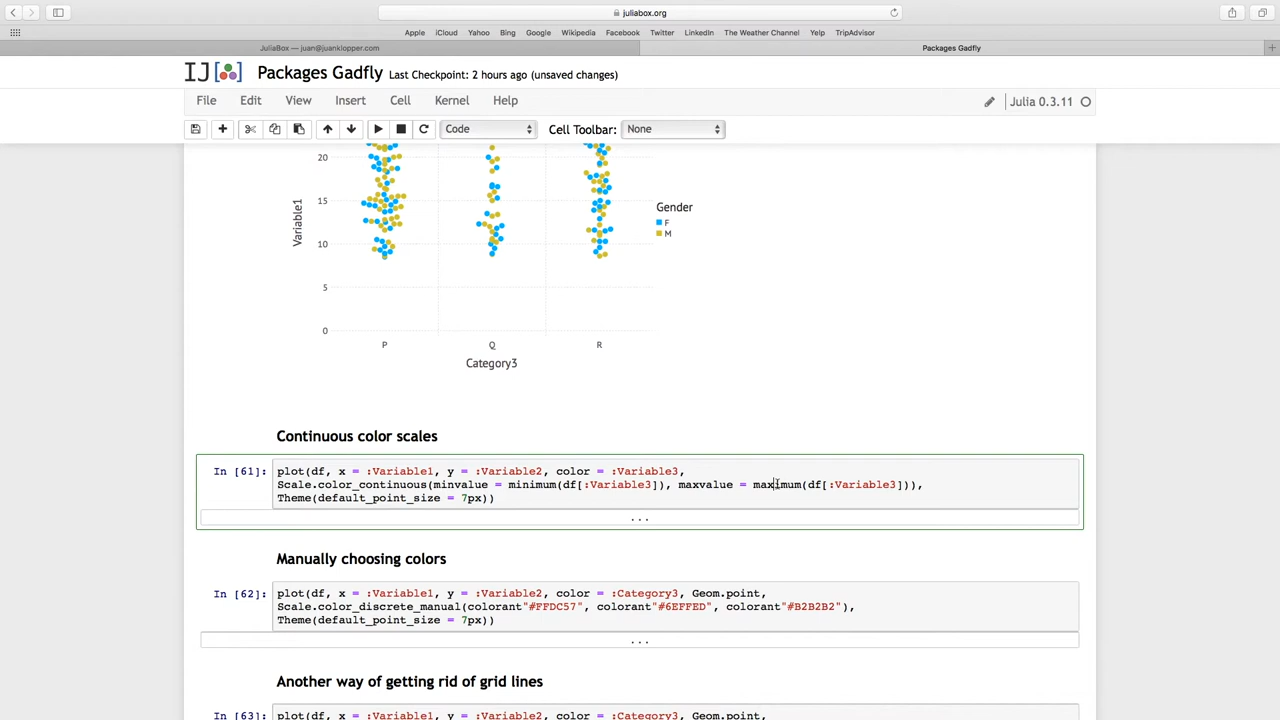 juliabox.org
Apple iCloud Yahoo Bing Google Wikipedia Facebook Twitter LinkedIn The Weather Channel Yelp TripAdvisor
JuliaBox — juan@juanklopper.com
Packages Gadfly
IJ Packages Gadfly Last Checkpoint: 2 hours ago (unsaved changes)
File Edit View Insert Cell Kernel Help
Julia 0.3.11
Code
Cell Toolbar: None
20
15
10
5
0
Variable1
P Q R
Category3
Gender
F
M
Continuous color scales
In [61]: plot(df, x = :Variable1, y = :Variable2, color = :Variable3,
Scale.color_continuous(minvalue = minimum(df[:Variable3]), maxvalue = maximum(df[:Variable3])),
Theme(default_point_size = 7px))
...
Manually choosing colors
In [62]: plot(df, x = :Variable1, y = :Variable2, color = :Category3, Geom.point,
Scale.color_discrete_manual(colorant"#FFDC57", colorant"#6EFFED", colorant"#B2B2B2"),
Theme(default_point_size = 7px))
...
Another way of getting rid of grid lines
In [63]: plot(df, x = :Variable1, y = :Variable2, color = :Category3, Geom.point,